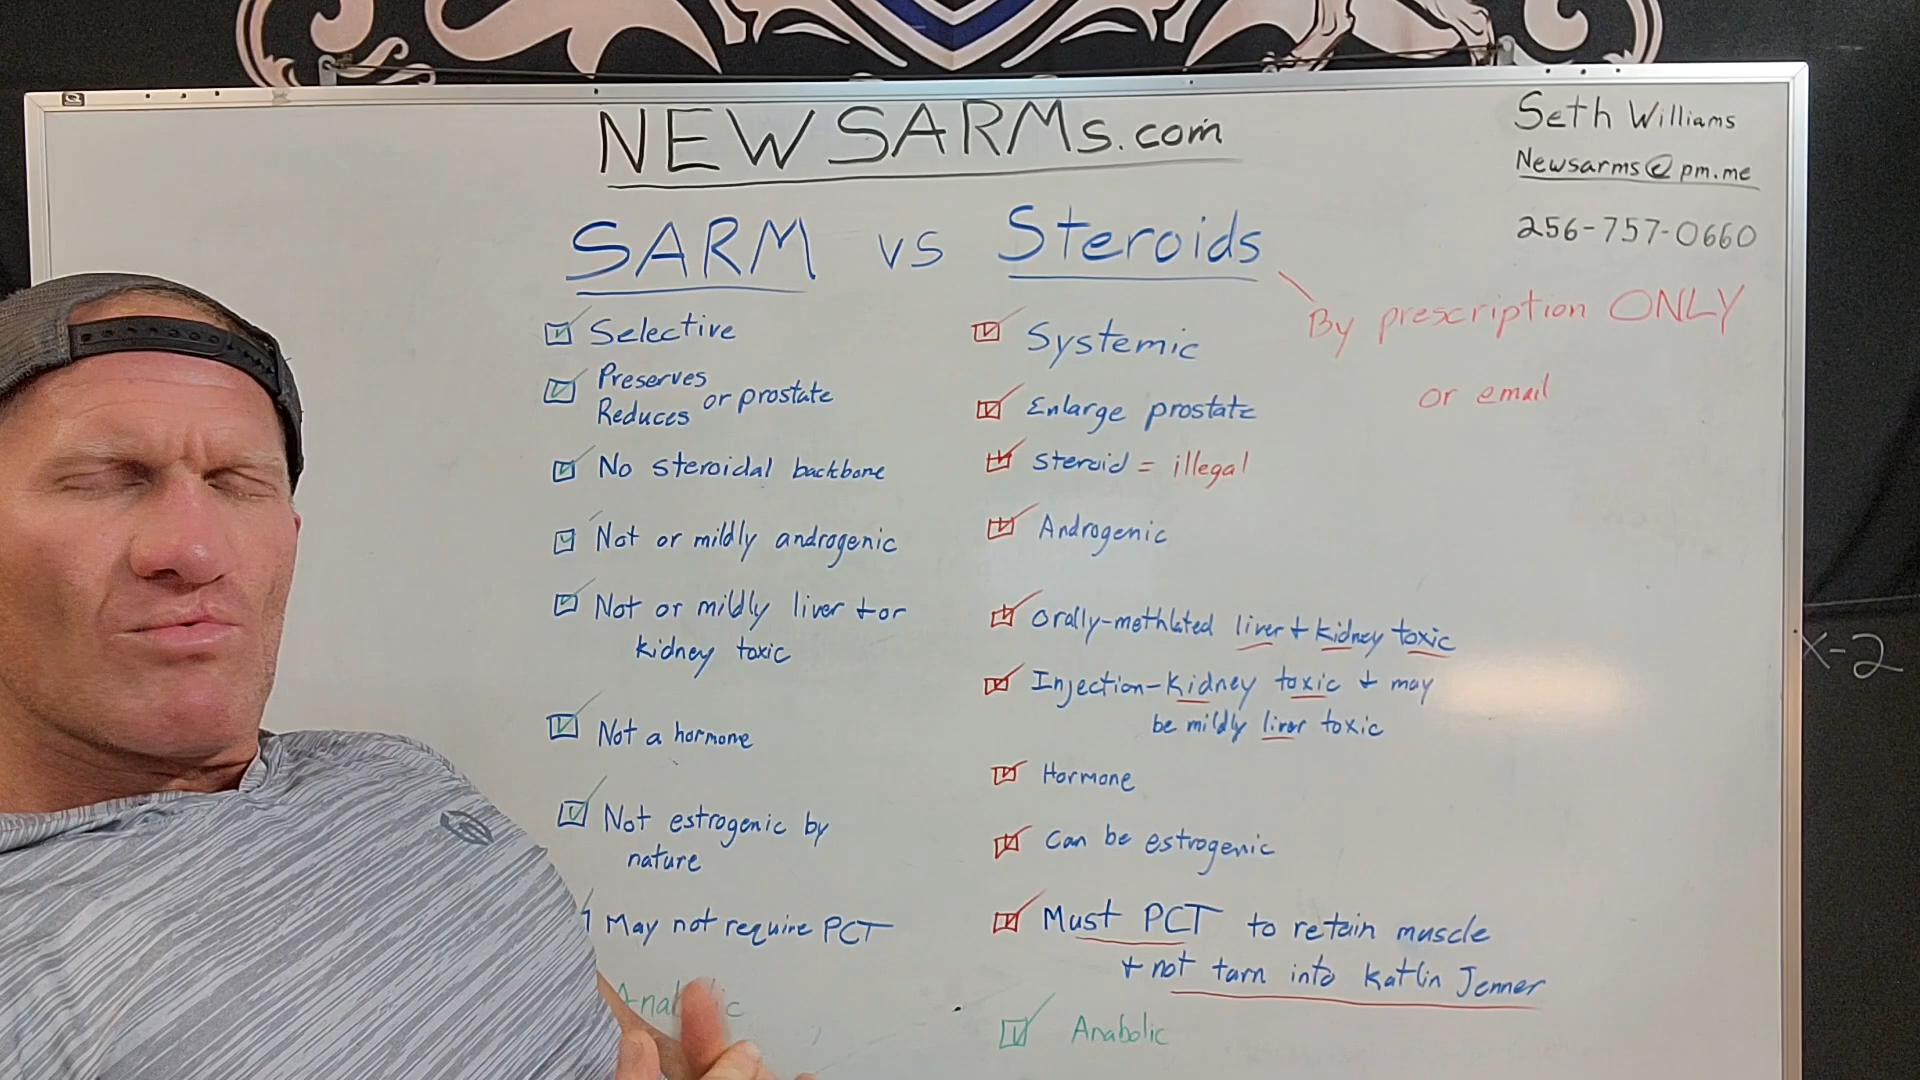 NEWSARMs.com
Seth Williams
Newsarms@pm.me
256-757-0660
SARM vs Steroids
By prescription ONLY
or email
Selective
Preserves
Reduces or prostate
No steroidal backbone
Not or mildly androgenic
Not or mildly liver + or
kidney toxic
Not a hormone
Not estrogenic by
nature
May not require PCT
Systemic
Enlarge prostate
Steroid = illegal
Androgenic
Orally-methlated liver + kidney toxic
Injection-kidney toxic + may
be mildly liver toxic
Hormone
Can be estrogenic
Must PCT to retain muscle
+ not turn into Katlin Jenner
Anabolic
X-2